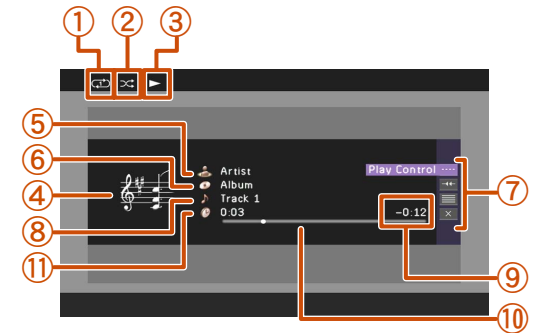 ① ② ③
⑤ Artist Play Control
⑥ Album
④
⑧ Track 1
⑪ 0:03 -0:12
⑦
⑨
⑩